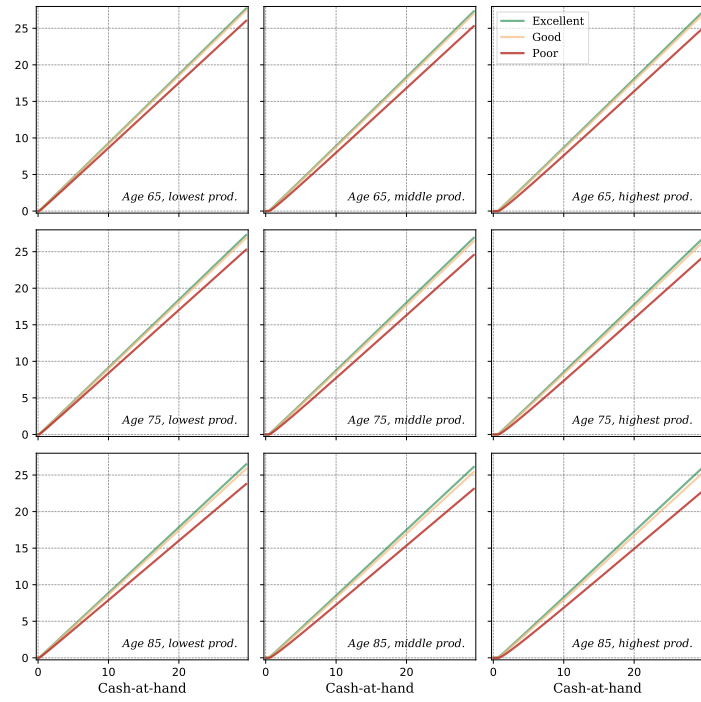 25
20
15
10
5
0
Age 65, lowest prod.
Age 65, middle prod.
Excellent
Good
Poor
Age 65, highest prod.
25
20
15
10
5
0
Age 75, lowest prod.
Age 75, middle prod.
Age 75, highest prod.
25
20
15
10
5
0
Age 85, lowest prod.
Age 85, middle prod.
Age 85, highest prod.
0 10 20
0 10 20
0 10 20
Cash-at-hand
Cash-at-hand
Cash-at-hand